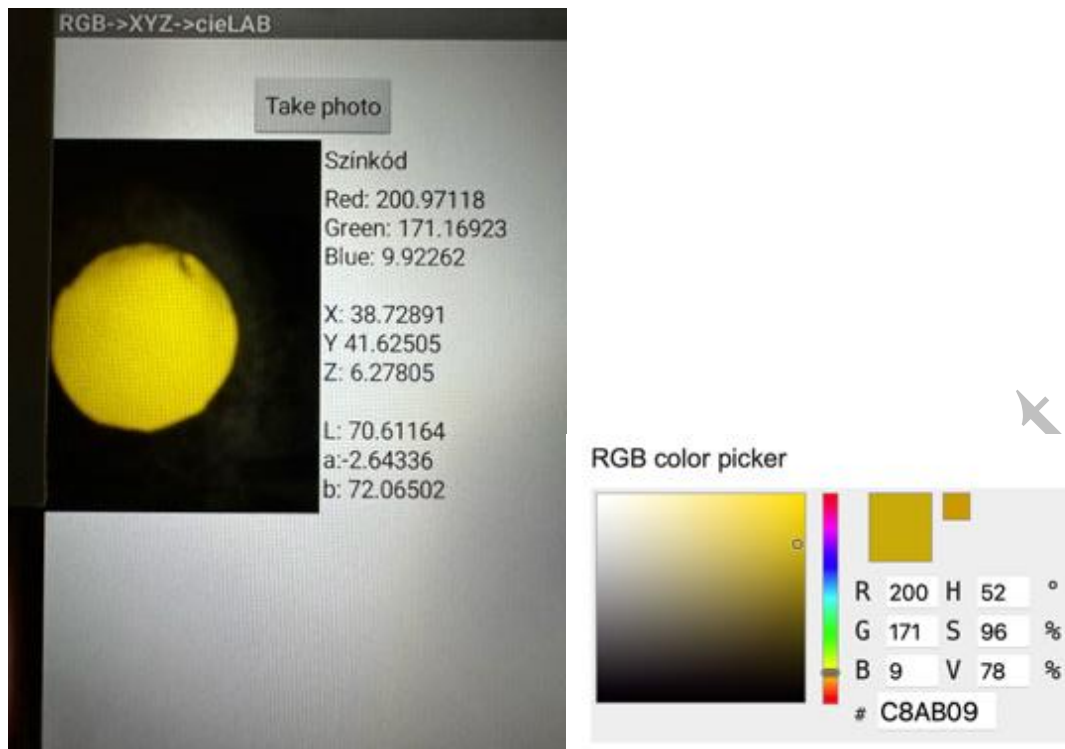 RGB->XYZ->cieLAB
Take photo
Színkód
Red: 200.97118
Green: 171.16923
Blue: 9.92262
X: 38.72891
Y 41.62505
Z: 6.27805
L: 70.61164
a:-2.64336
b: 72.06502
RGB color picker
R 200 H 52 °
G 171 S 96 %
B 9 V 78 %
# C8AB09